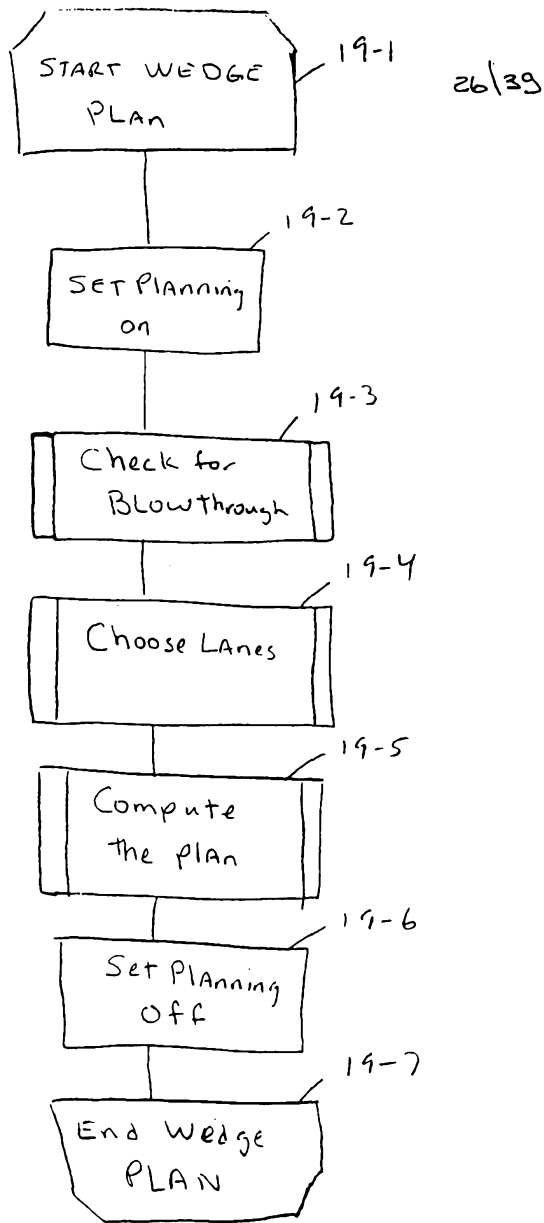 19-1
26/39
START WEDGE
PLAn
19-2
SET PlAnning
on
19-3
Check for
BLowthrough
19-4
Choose LAnes
19-5
Compute
the PlAn
19-6
Set PlAnning
Off
19-7
End Wedge
PLAN